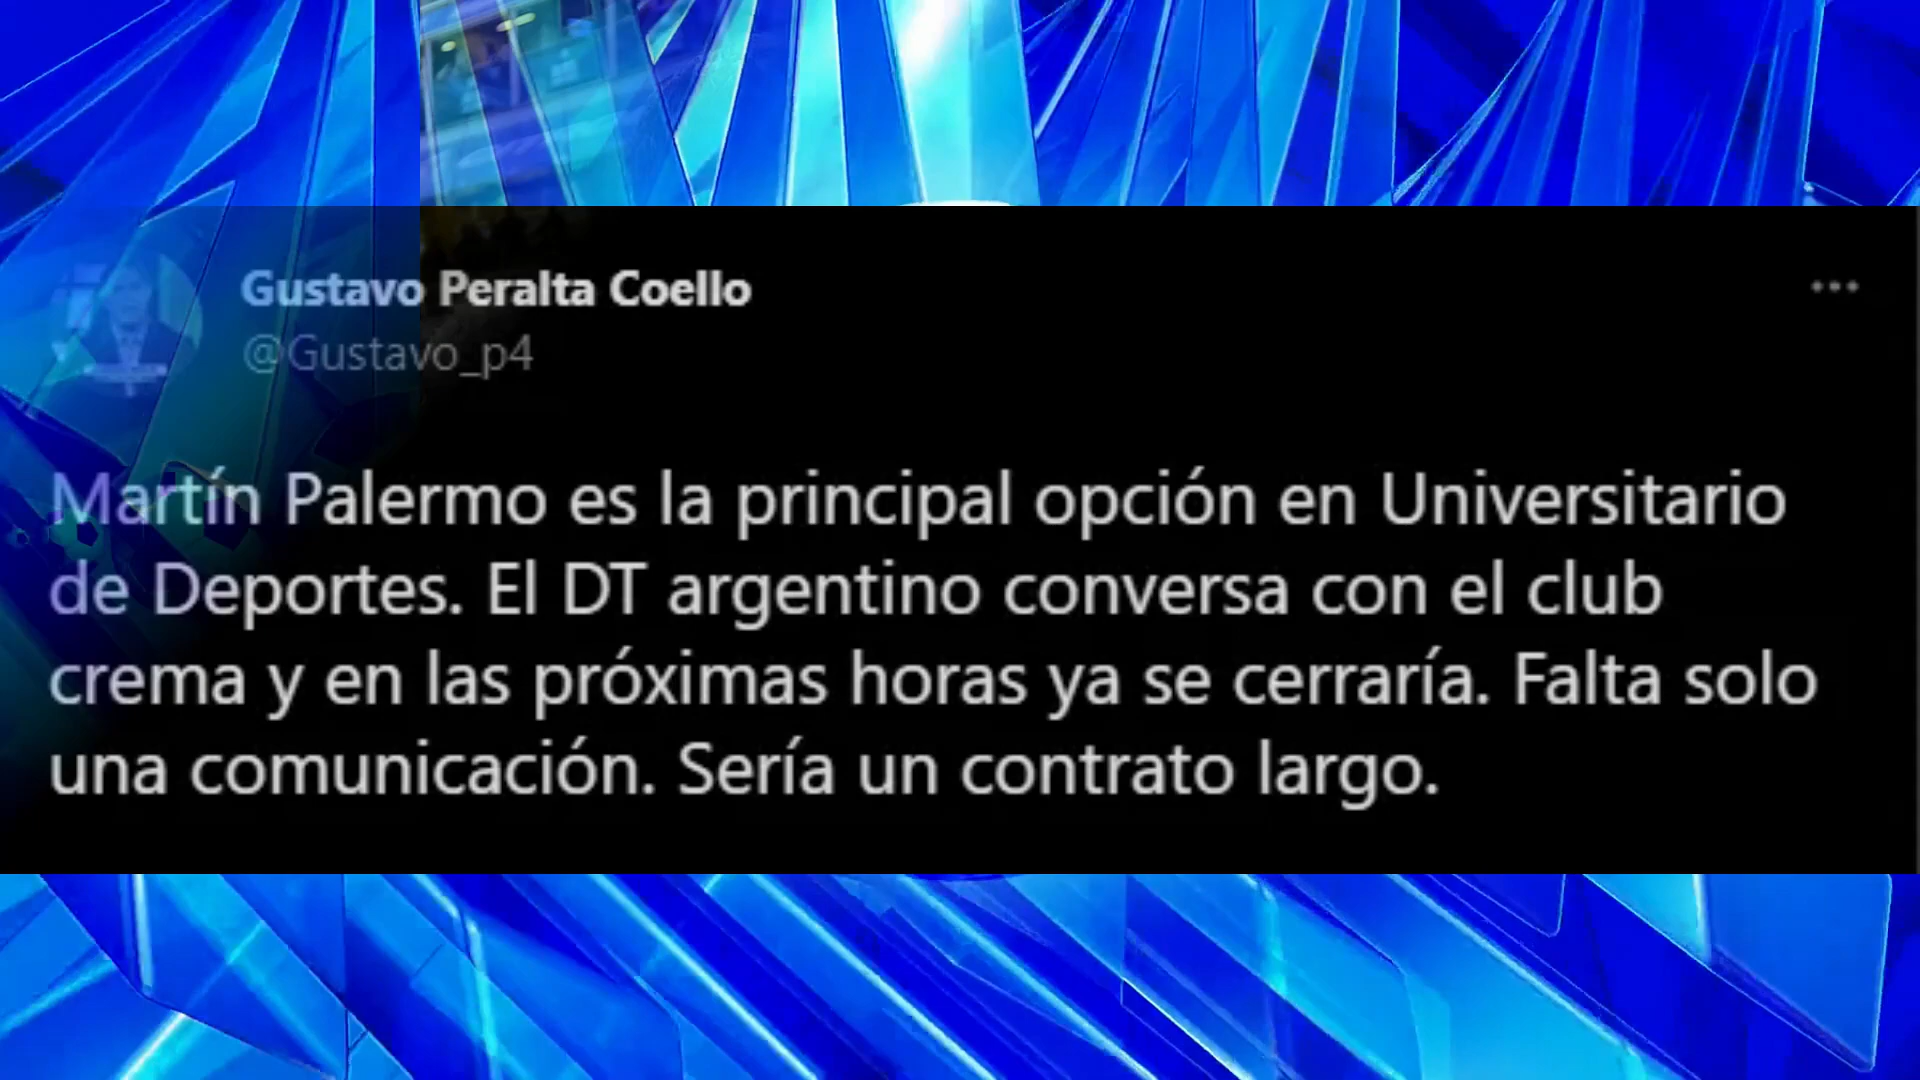 Gustavo Peralta Coello
@Gustavo_p4
Martín Palermo es la principal opción en Universitario
de Deportes. El DT argentino conversa con el club
crema y en las próximas horas ya se cerraría. Falta solo
una comunicación. Sería un contrato largo.